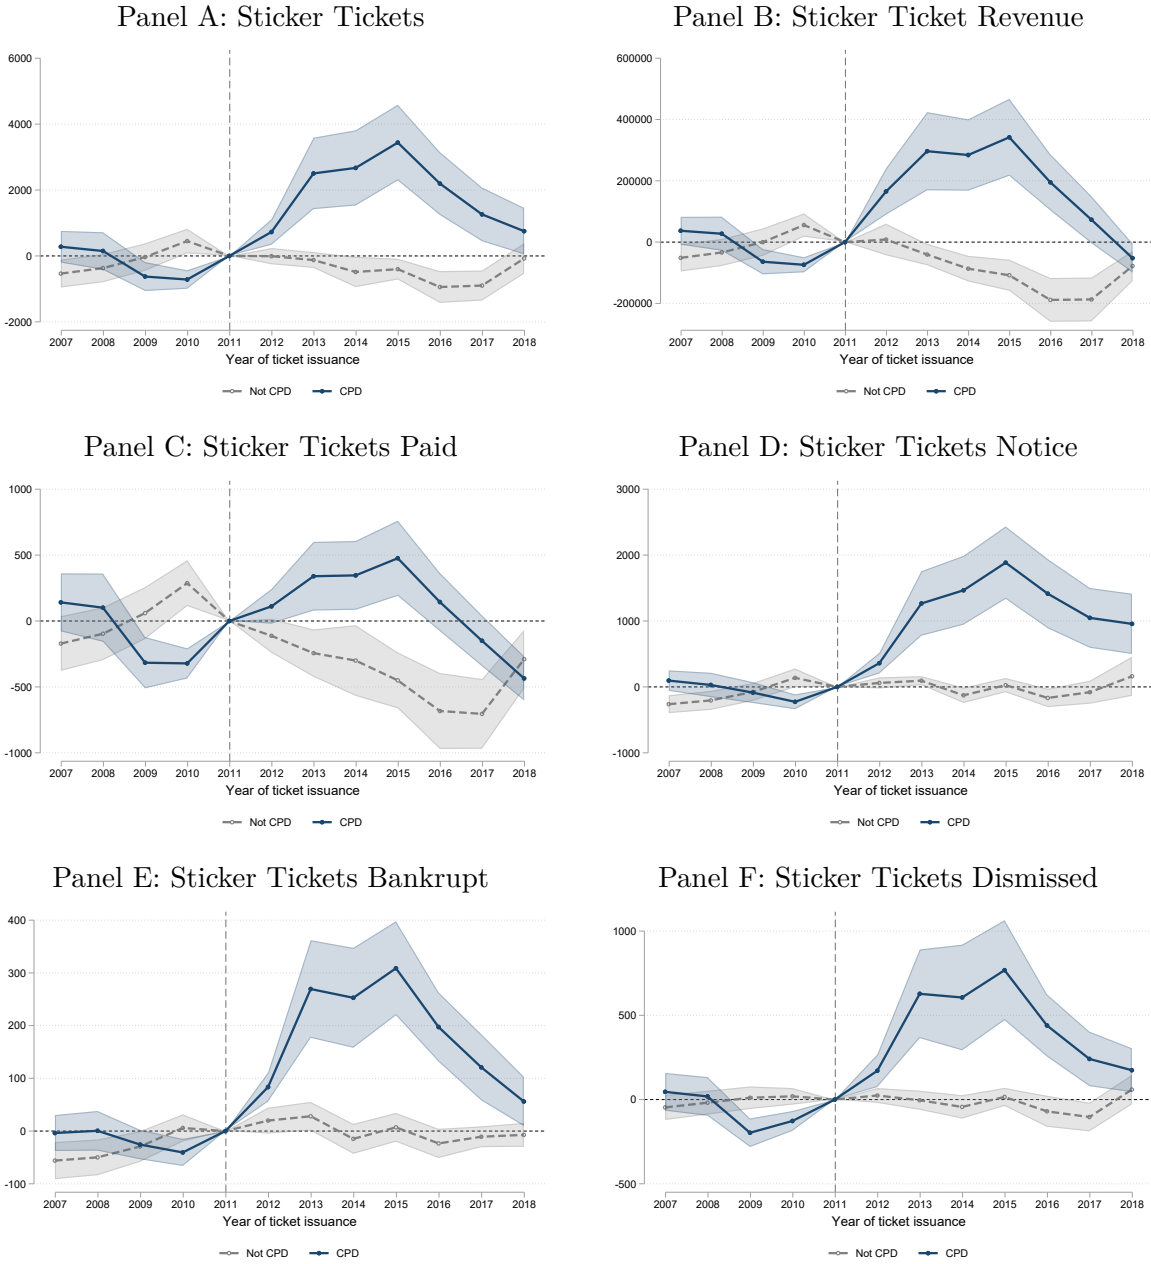 Panel A: Sticker Tickets
6000
4000
2000
0
-2000
2007 2008 2009 2010 2011 2012 2013 2014 2015 2016 2017 2018
Year of ticket issuance
Not CPD CPD
Panel B: Sticker Ticket Revenue
600000
400000
200000
0
-200000
2007 2008 2009 2010 2011 2012 2013 2014 2015 2016 2017 2018
Year of ticket issuance
Not CPD CPD
Panel C: Sticker Tickets Paid
1000
500
0
-500
-1000
2007 2008 2009 2010 2011 2012 2013 2014 2015 2016 2017 2018
Year of ticket issuance
Not CPD CPD
Panel D: Sticker Tickets Notice
3000
2000
1000
0
-1000
2007 2008 2009 2010 2011 2012 2013 2014 2015 2016 2017 2018
Year of ticket issuance
Not CPD CPD
Panel E: Sticker Tickets Bankrupt
400
300
200
100
0
-100
2007 2008 2009 2010 2011 2012 2013 2014 2015 2016 2017 2018
Year of ticket issuance
Not CPD CPD
Panel F: Sticker Tickets Dismissed
1000
500
0
-500
2007 2008 2009 2010 2011 2012 2013 2014 2015 2016 2017 2018
Year of ticket issuance
Not CPD CPD